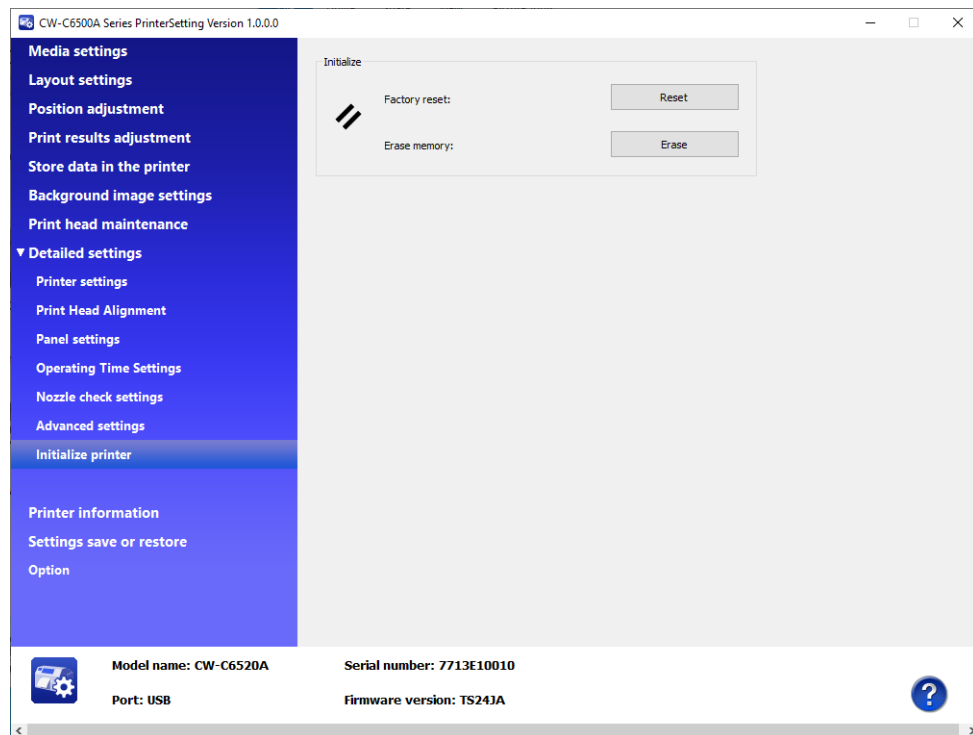 CW-C6500A Series PrinterSetting Version 1.0.0.0
Media settings
Layout settings
Position adjustment
Print results adjustment
Store data in the printer
Background image settings
Print head maintenance
▼ Detailed settings
Printer settings
Print Head Alignment
Panel settings
Operating Time Settings
Nozzle check settings
Advanced settings
Initialize printer
Printer information
Settings save or restore
Option
Initialize
Factory reset: Reset
Erase memory: Erase
Model name: CW-C6520A Serial number: 7713E10010
Port: USB Firmware version: TS24JA
?